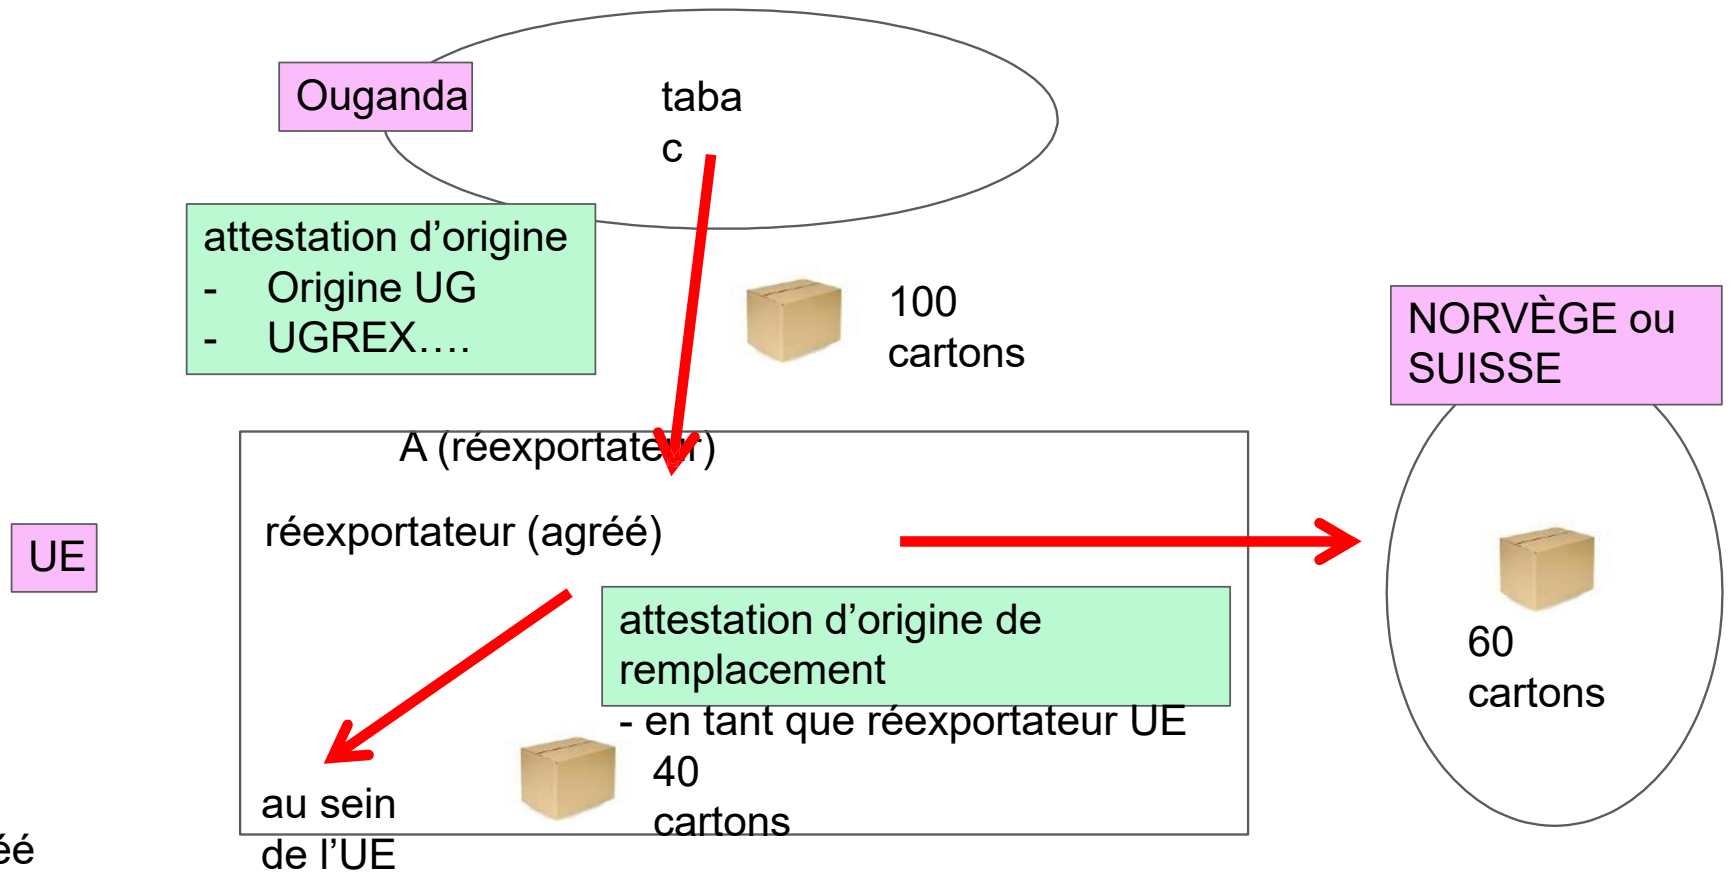 Ouganda
taba
c
attestation d’origine
- Origine UG
- UGREX….
100
cartons
NORVÈGE ou
SUISSE
A (réexportateur)
réexportateur (agréé)
UE
attestation d’origine de
remplacement
- en tant que réexportateur UE
40
cartons
60
cartons
au sein
de l’UE
éé